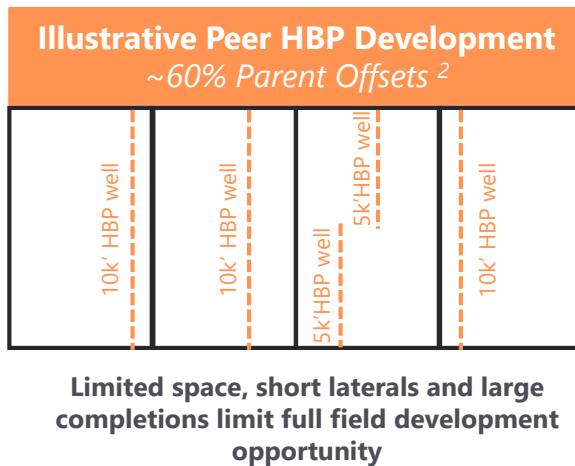 Illustrative Peer HBP Development
~60% Parent Offsets ²
10k' HBP well
10k' HBP well
5k'HBP well
5k'HBP well
10k' HBP well
Limited space, short laterals and large
completions limit full field development
opportunity